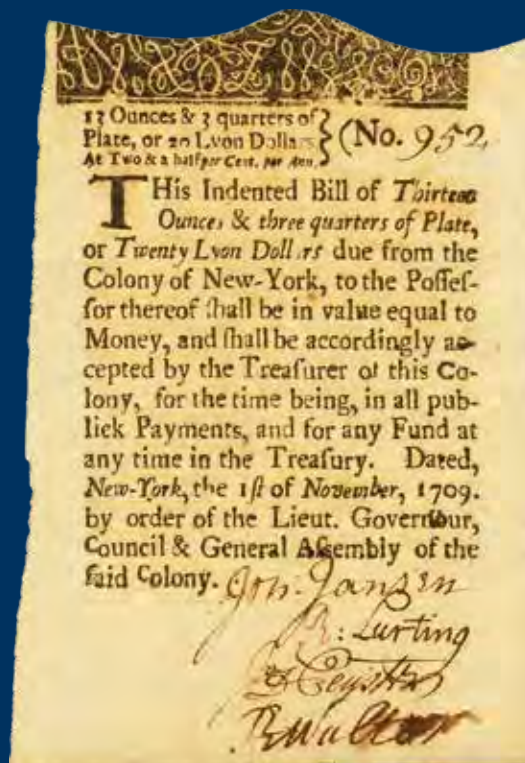 13 Ounces & 3 quarters of
Plate, or 20 Lyon Dollars
At Two & a half per Cent. per Ann.
(No. 952
THis Indented Bill of Thirteen
Ounces & three quarters of Plate,
or Twenty Lyon Dollars due from the
Colony of New-York, to the Posſeſ-
ſor thereof ſhall be in value equal to
Money, and ſhall be accordingly ac-
cepted by the Treaſurer of this Co-
lony, for the time being, in all pub-
lick Payments, and for any Fund at
any time in the Treaſury. Dated,
New-York, the 1ſt of November, 1709.
by order of the Lieut. Governour,
Council & General Aſſembly of the
ſaid Colony.
Joh. Jansen
R: Lurting
D Peyster
R Walter